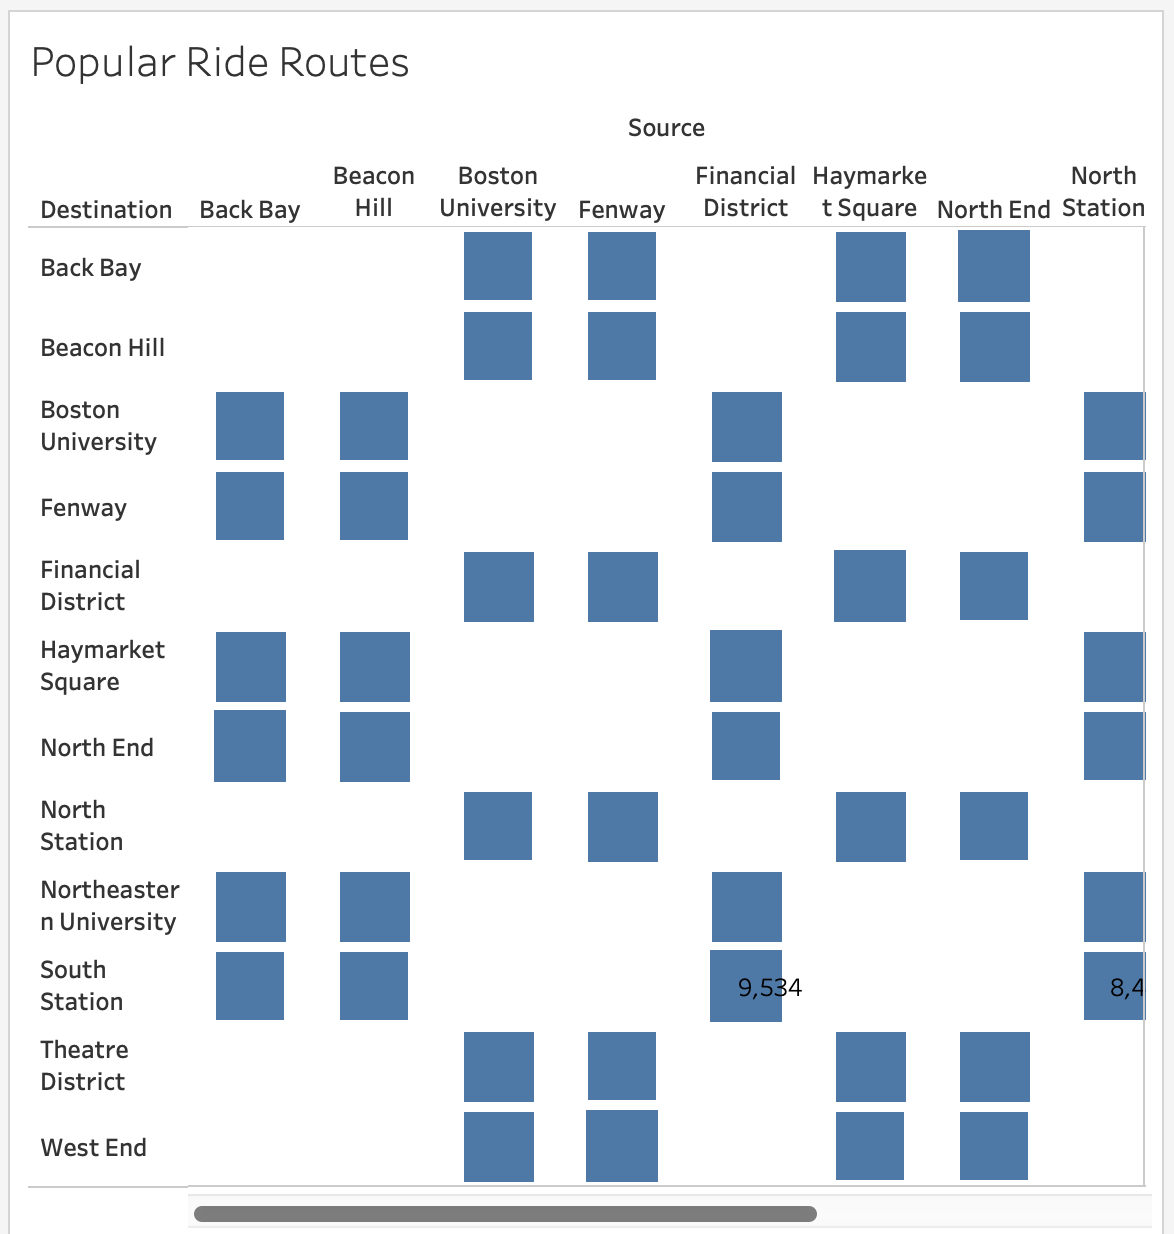 Popular Ride Routes
Source
Destination
Back Bay
Beacon
Hill
Boston
University
Fenway
Financial
District
Haymarke
t Square
North End
North
Station
Back Bay
Beacon Hill
Boston
University
Fenway
Financial
District
Haymarket
Square
North End
North
Station
Northeaster
n University
South
Station
9,534
8,4
Theatre
District
West End